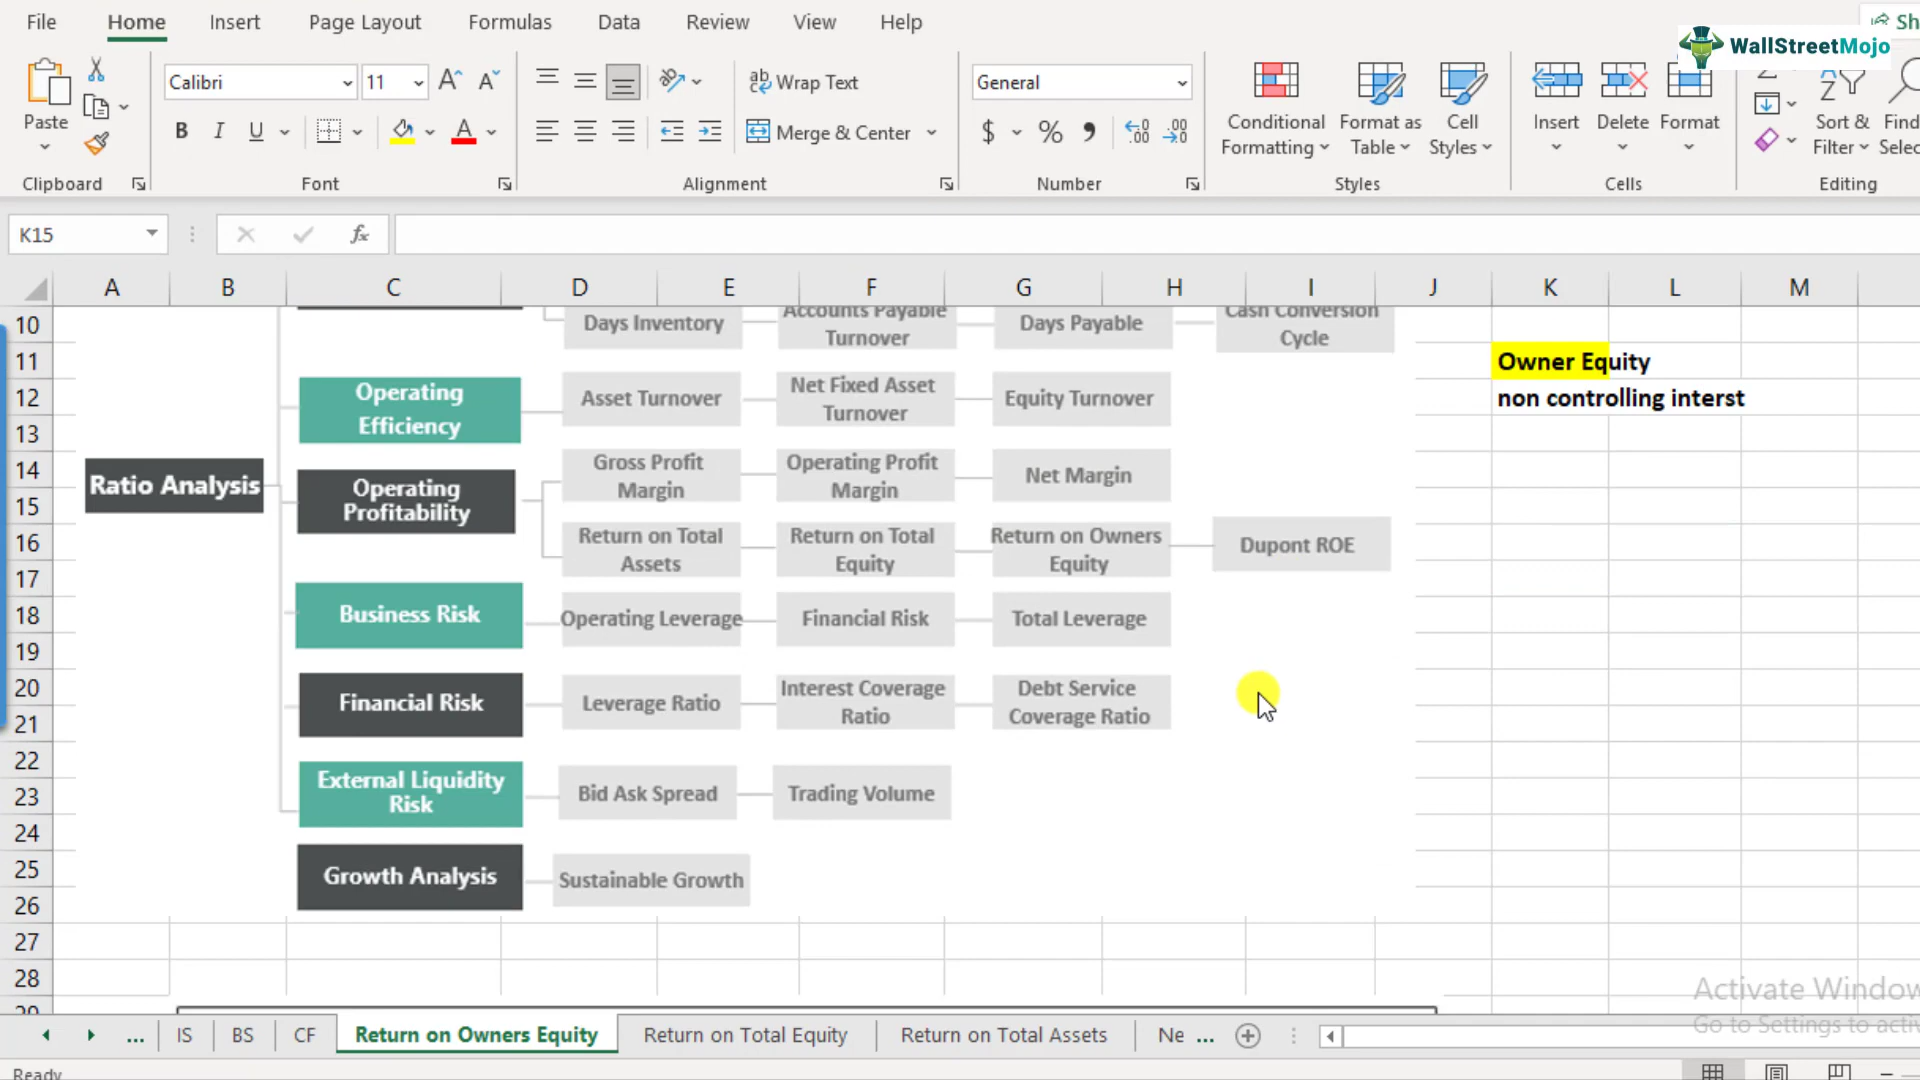 File Home Insert Page Layout Formulas Data Review View Help Sh
WallStreetMojo
Calibri 11 Wrap Text General
Paste Conditional Format as Cell Insert Delete Format Sort & Find
B I U Merge & Center $ % Formatting Table Styles Filter Selec
Clipboard Font Alignment Number Styles Cells Editing
K15 fx
A B C D E F G H I J K L M
10
11
12
13
14
15
16
17
18
19
20
21
22
23
24
25
26
27
28
29
Ratio Analysis
Days Inventory
Accounts Payable
Turnover
Days Payable
Cash Conversion
Cycle
Operating
Efficiency
Asset Turnover
Net Fixed Asset
Turnover
Equity Turnover
Operating
Profitability
Gross Profit
Margin
Operating Profit
Margin
Net Margin
Return on Total
Assets
Return on Total
Equity
Return on Owners
Equity
Dupont ROE
Business Risk
Operating Leverage
Financial Risk
Total Leverage
Financial Risk
Leverage Ratio
Interest Coverage
Ratio
Debt Service
Coverage Ratio
External Liquidity
Risk
Bid Ask Spread
Trading Volume
Growth Analysis
Sustainable Growth
Owner Equity
non controlling interst
Activate Window
Go to Settings to activ
... IS BS CF Return on Owners Equity Return on Total Equity Return on Total Assets Ne ...
Ready